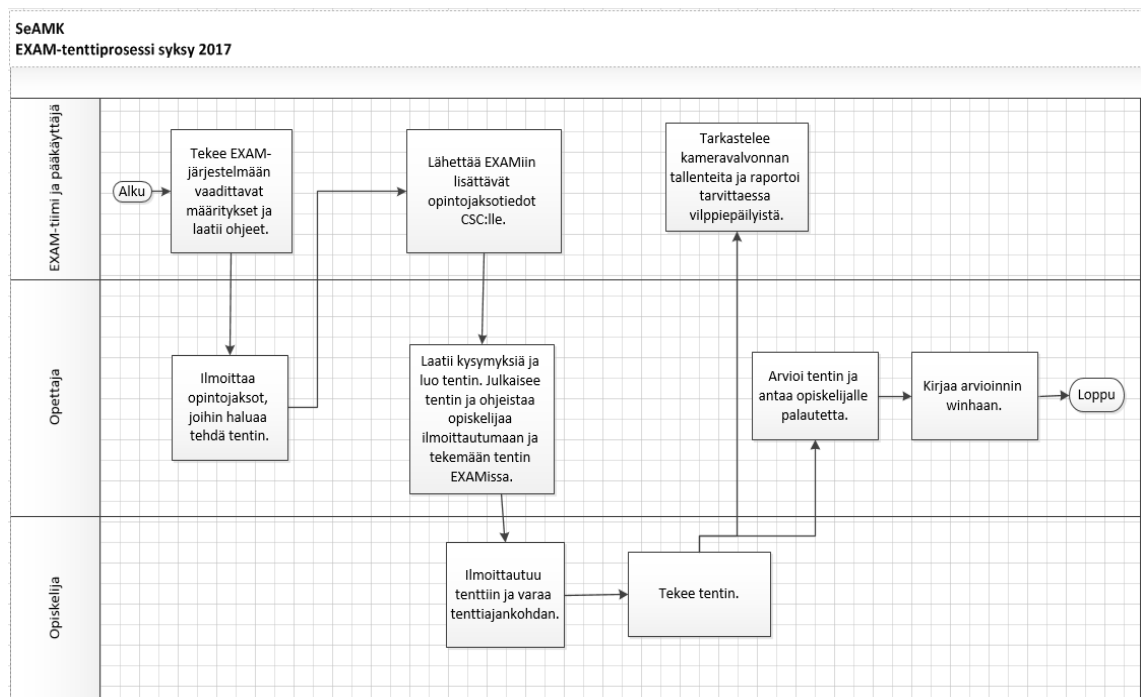 SeAMK
EXAM-tenttiprosessi syksy 2017
EXAM-tiimi ja pääkäyttäjä
Alku
Tekee EXAM-
järjestelmään
vaadittavat
määritykset ja
laatii ohjeet.
Lähettää EXAMiin
lisättävät
opintojaksotiedot
CSC:lle.
Tarkastelee
kameravalvonnan
tallenteita ja raportoi
tarvittaessa
vilppiepäilyistä.
Opettaja
Ilmoittaa
opintojaksot,
joihin haluaa
tehdä tentin.
Laatii kysymyksiä ja
luo tentin. Julkaisee
tentin ja ohjeistaa
opiskelijaa
ilmoittautumaan ja
tekemään tentin
EXAMissa.
Arvioi tentin ja
antaa opiskelijalle
palautetta.
Kirjaa arvioinnin
winhaan.
Loppu
Opiskelija
Ilmoittautuu
tenttiin ja varaa
tenttiajankohdan.
Tekee tentin.